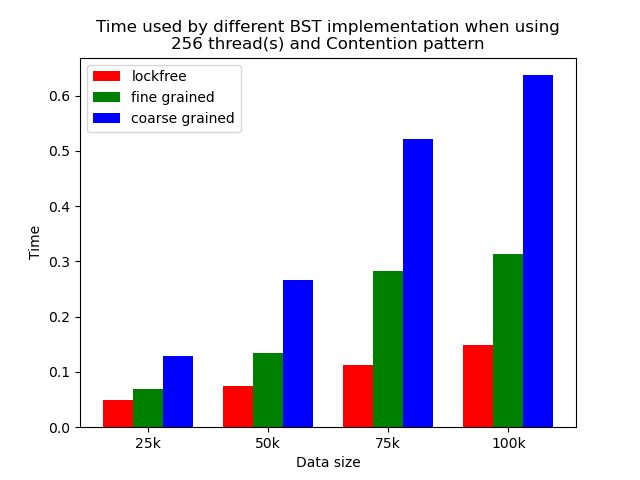 Time used by different BST implementation when using
256 thread(s) and Contention pattern
lockfree
fine grained
coarse grained
0.6
0.5
0.4
0.3
0.2
0.1
0.0
Time
25k
50k
75k
100k
Data size